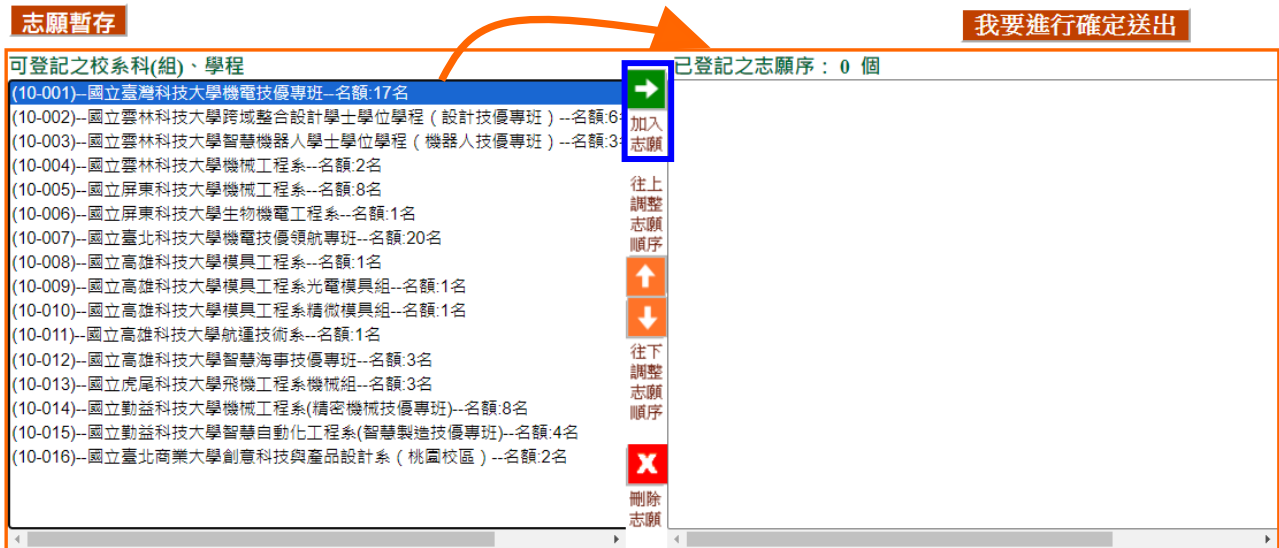 志願暫存
我要進行確定送出
可登記之校系科(組)、學程
(10-001)--國立臺灣科技大學機電技優專班--名額:17名
(10-002)--國立雲林科技大學跨域整合設計學士學位學程(設計技優專班)--名額:6
(10-003)--國立雲林科技大學智慧機器人學士學位學程(機器人技優專班)--名額:3
(10-004)--國立雲林科技大學機械工程系--名額:2名
(10-005)--國立屏東科技大學機械工程系--名額:8名
(10-006)--國立屏東科技大學生物機電工程系--名額:1名
(10-007)--國立臺北科技大學機電技優領航專班--名額:20名
(10-008)--國立高雄科技大學模具工程系--名額:1名
(10-009)--國立高雄科技大學模具工程系光電模具組--名額:1名
(10-010)--國立高雄科技大學模具工程系精微模具組--名額:1名
(10-011)--國立高雄科技大學航運技術系--名額:1名
(10-012)--國立高雄科技大學智慧海事技優專班--名額:3名
(10-013)--國立虎尾科技大學飛機工程系機械組--名額:3名
(10-014)--國立勤益科技大學機械工程系(精密機械技優專班)--名額:8名
(10-015)--國立勤益科技大學智慧自動化工程系(智慧製造技優專班)--名額:4名
(10-016)--國立臺北商業大學創意科技與產品設計系(桃園校區)--名額:2名
加入
志願
往上
調整
志願
順序
往下
調整
志願
順序
X
刪除
志願
已登記之志願序: 0 個